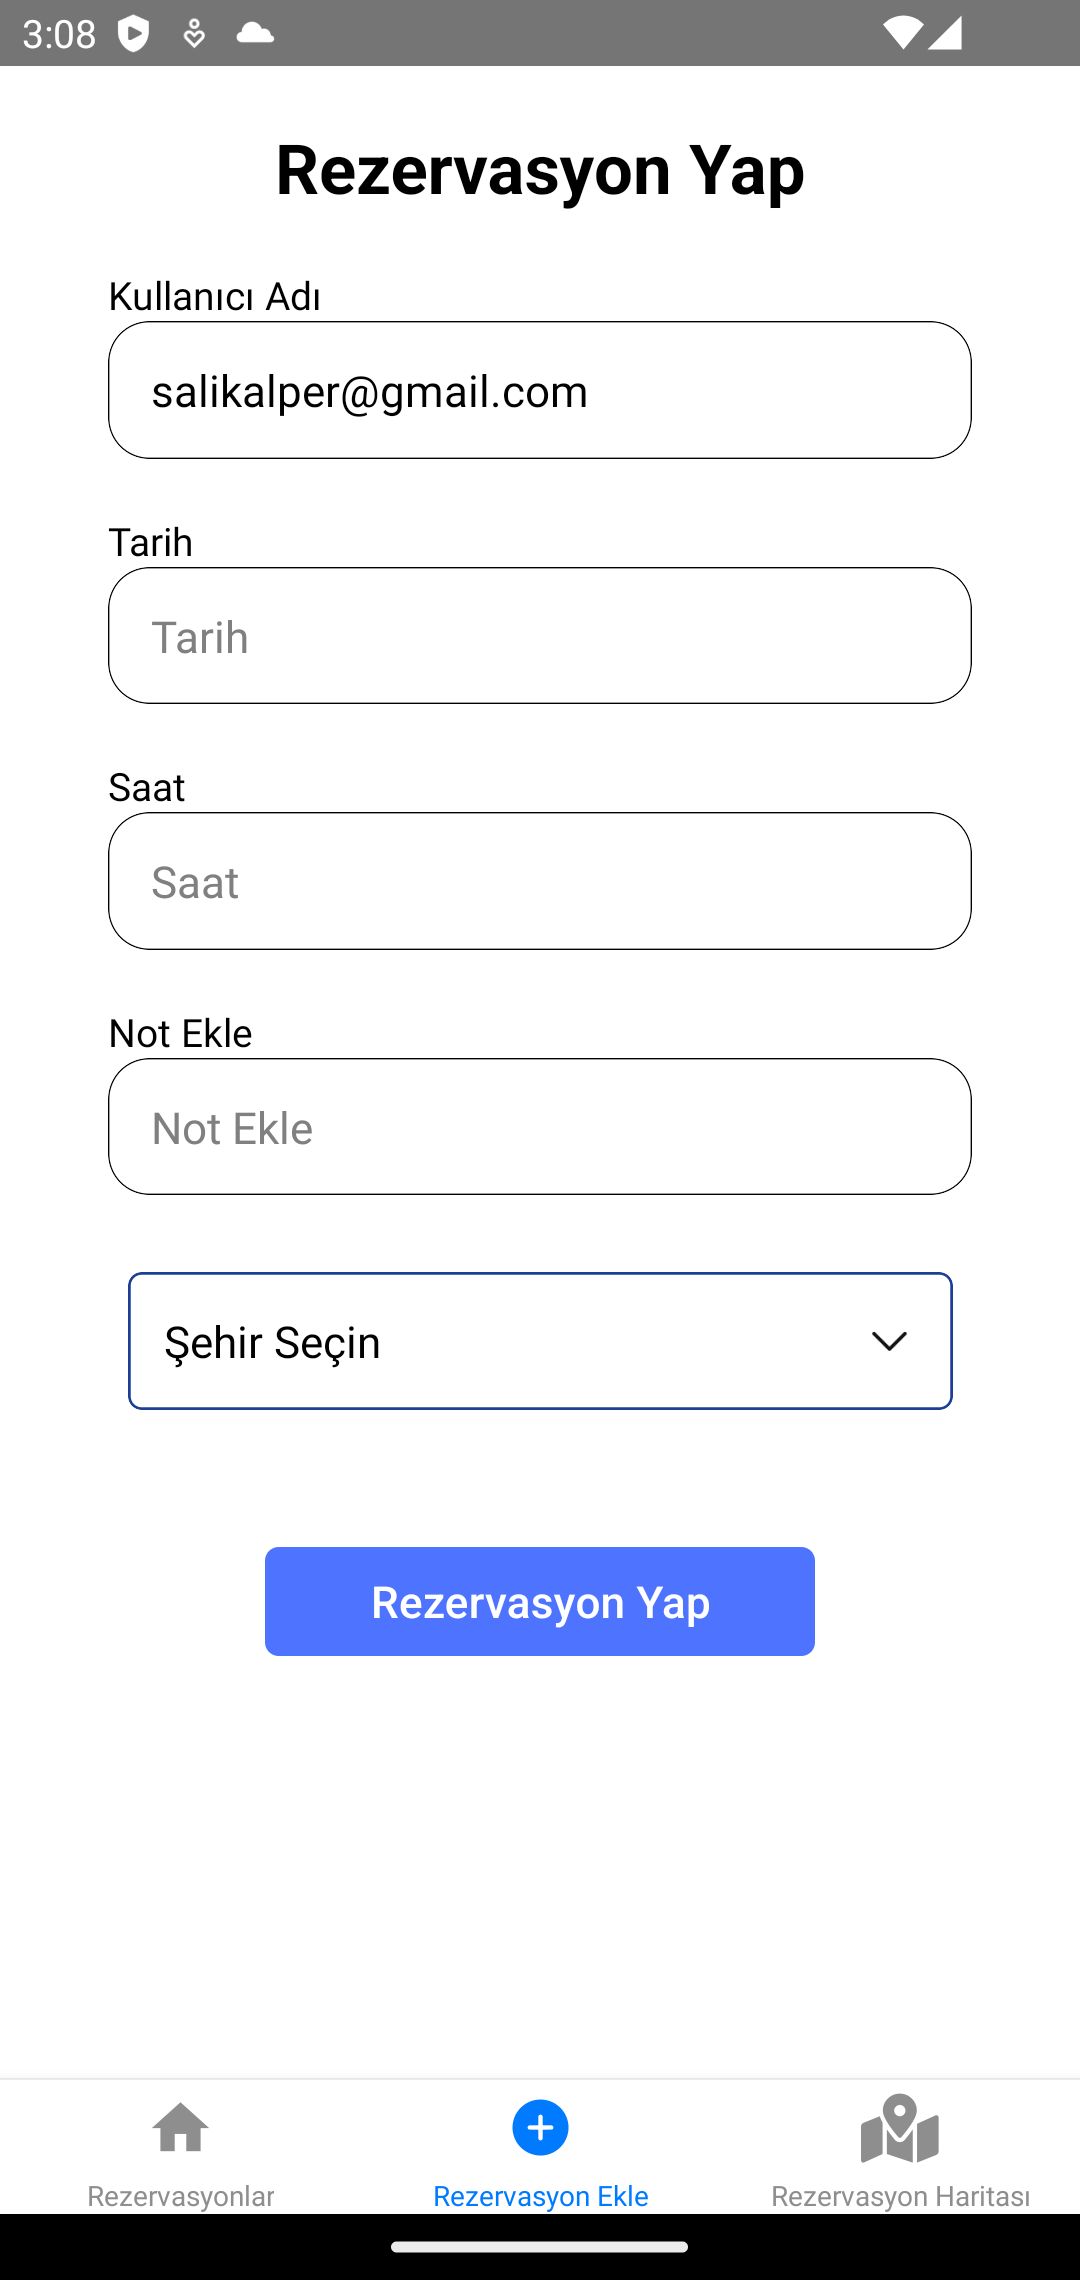 3:08
Rezervasyon Yap
Kullanıcı Adı
salikalper@gmail.com
Tarih
Tarih
Saat
Saat
Not Ekle
Not Ekle
Şehir Seçin
Rezervasyon Yap
Rezervasyonlar
Rezervasyon Ekle
Rezervasyon Haritası